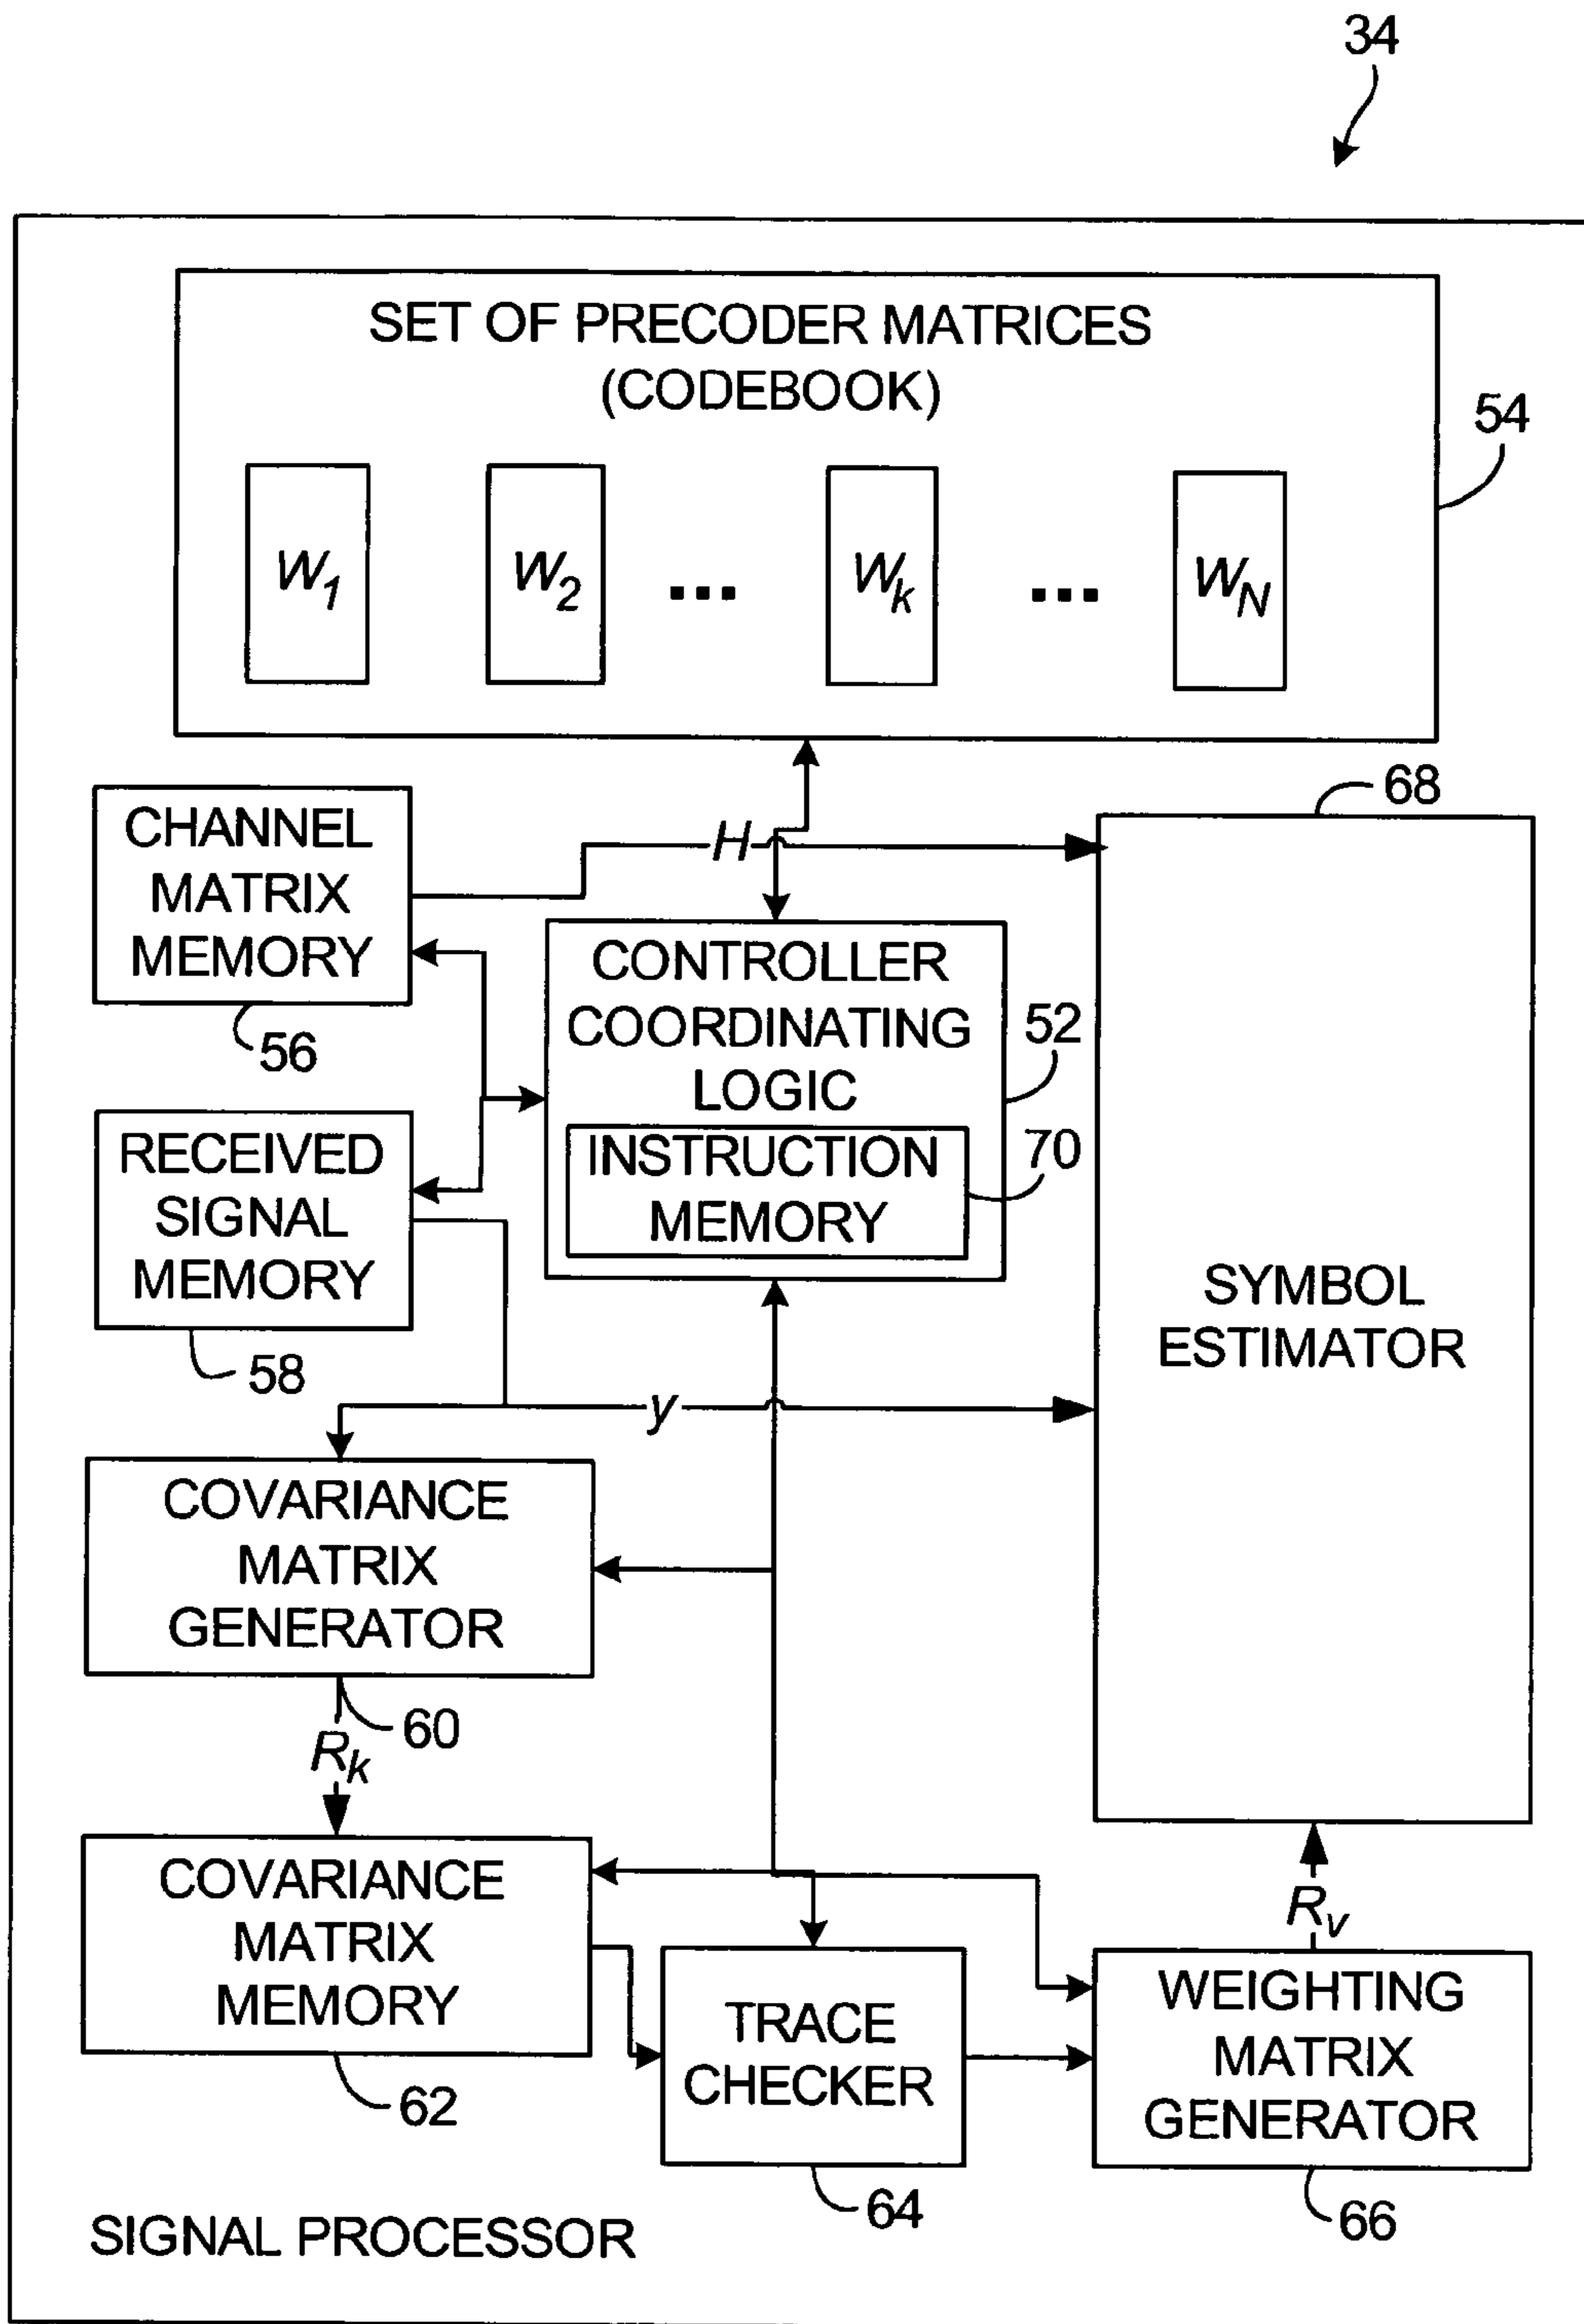 34
SET OF PRECODER MATRICES
(CODEBOOK)
54
W1
W2
...
Wk
...
WN
68
CHANNEL
MATRIX
MEMORY
56
H
CONTROLLER
COORDINATING
LOGIC
52
INSTRUCTION
MEMORY
70
RECEIVED
SIGNAL
MEMORY
58
SYMBOL
ESTIMATOR
y
COVARIANCE
MATRIX
GENERATOR
60
Rk
COVARIANCE
MATRIX
MEMORY
62
TRACE
CHECKER
64
Rv
WEIGHTING
MATRIX
GENERATOR
66
SIGNAL PROCESSOR